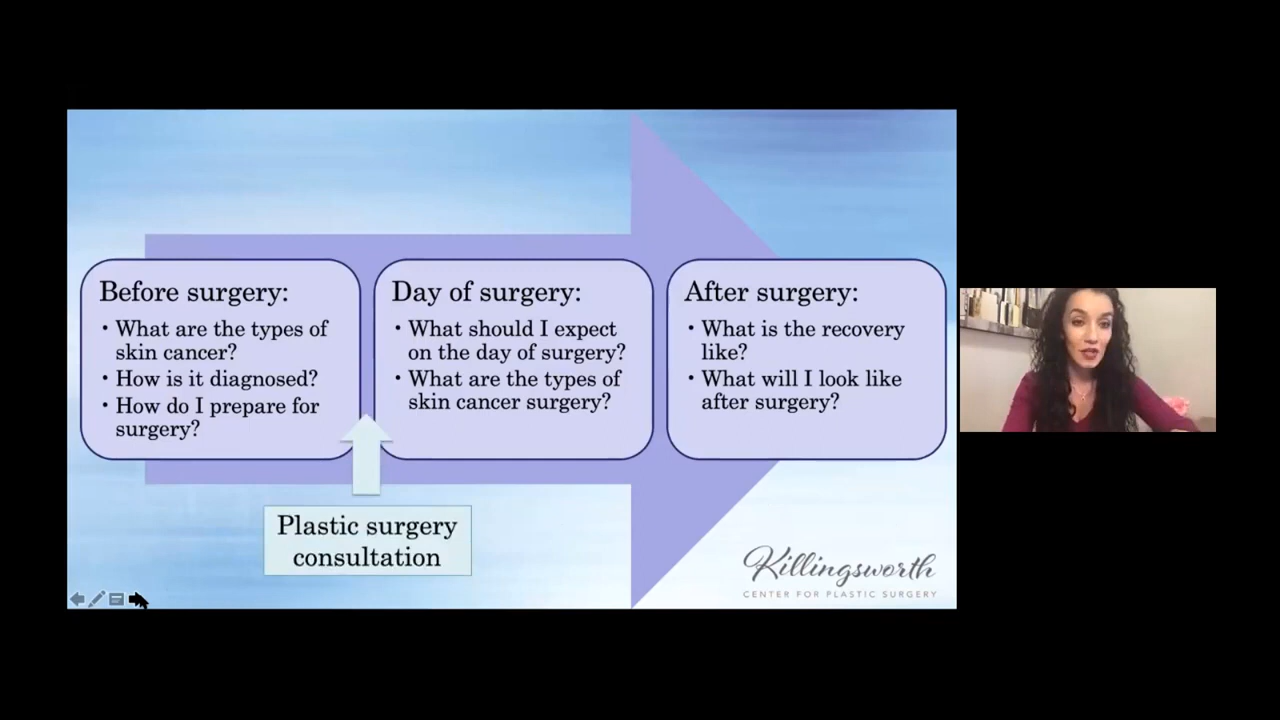 Before surgery:
• What are the types of
skin cancer?
• How is it diagnosed?
• How do I prepare for
surgery?
Day of surgery:
• What should I expect
on the day of surgery?
• What are the types of
skin cancer surgery?
After surgery:
• What is the recovery
like?
• What will I look like
after surgery?
Plastic surgery
consultation
Killingsworth
CENTER FOR PLASTIC SURGERY